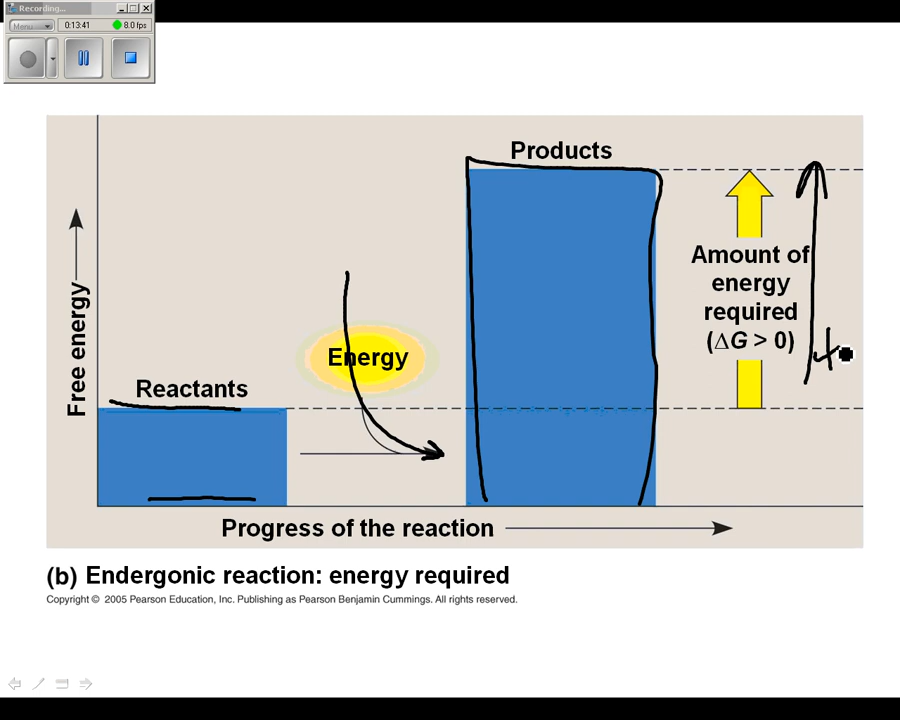 Recording...
Menu
0:13:41
8.0 fps
Products
Amount of
energy
required
(ΔG > 0)
Free energy
Energy
Reactants
Progress of the reaction
(b) Endergonic reaction: energy required
Copyright © 2005 Pearson Education, Inc. Publishing as Pearson Benjamin Cummings. All rights reserved.